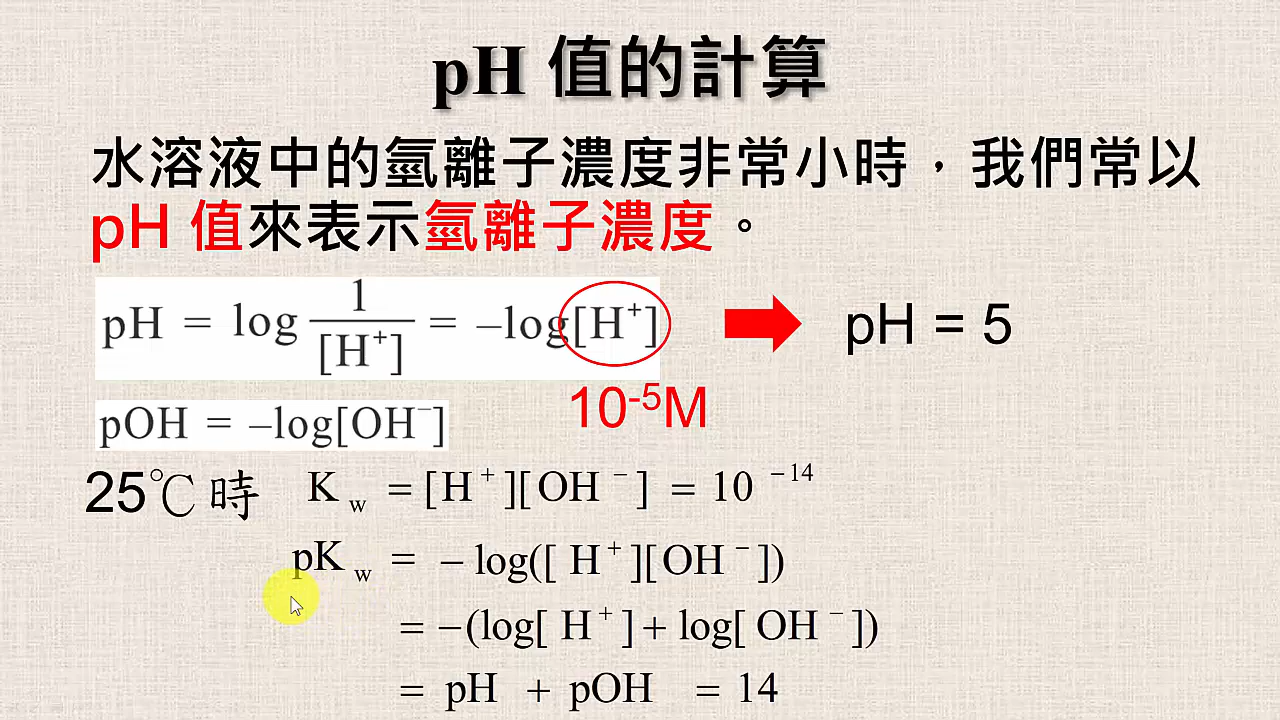 pH 值的計算
水溶液中的氫離子濃度非常小時，我們常以
pH 值來表示氫離子濃度。
pH = log 1/[H⁺] = –log[H⁺] pH = 5
10⁻⁵M
pOH = –log[OH⁻]
25℃時 K_w = [H⁺][OH⁻] = 10⁻¹⁴
pK_w = −log([H⁺][OH⁻])
= −(log[H⁺] + log[OH⁻])
= pH + pOH = 14